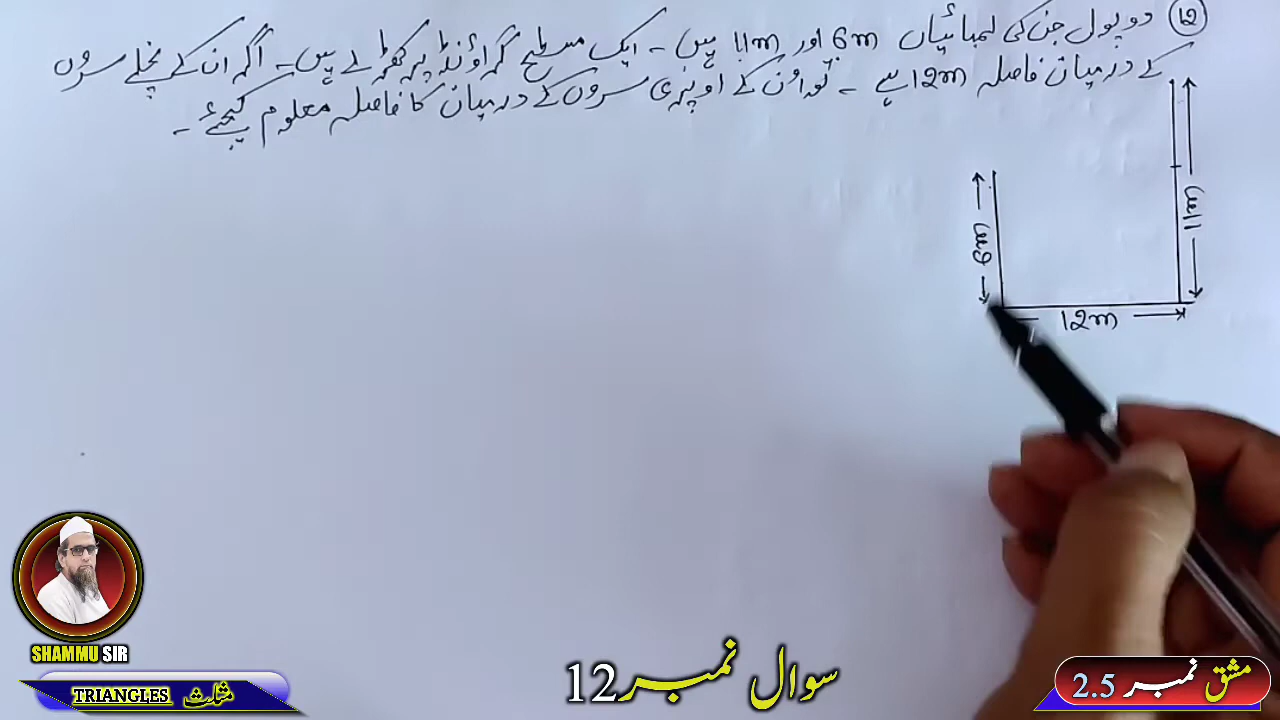 ⑫ دو پول جن کی لمبائیاں 6m اور 11m ہیں ۔ ایک مسطح گراؤنڈ پر کھڑے ہیں ۔ اگر ان کے نچلے سروں
کے درمیان فاصلہ 12m ہے ۔ تو اُن کے اوپری سروں کے درمیان کا فاصلہ معلوم کیجئے ۔
6m
11m
12m
SHAMMU SIR
TRIANGLES مثلث
سوال نمبر 12
مشق نمبر 2.5